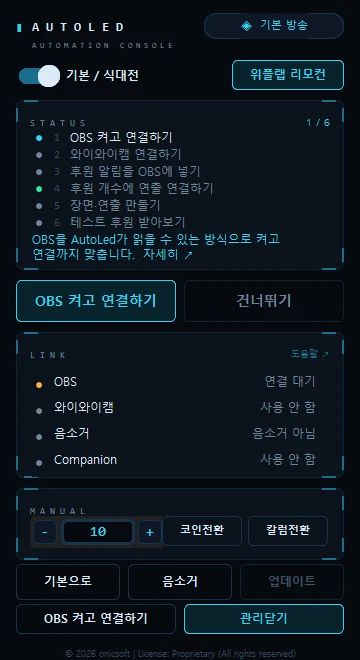 AUTOLED
AUTOMATION CONSOLE
◈ 기본 방송
기본 / 식대전
위플랩 리모컨
STATUS
1 / 6
1 OBS 켜고 연결하기
2 와이와이캠 연결하기
3 후원 알림을 OBS에 넣기
4 후원 개수에 연출 연결하기
5 장면·연출 만들기
6 테스트 후원 받아보기
OBS를 AutoLed가 읽을 수 있는 방식으로 켜고
연결까지 맞춥니다. 자세히 ↗
OBS 켜고 연결하기
건너뛰기
LINK
도움말 ↗
OBS 연결 대기
와이와이캠 사용 안 함
음소거 음소거 아님
Companion 사용 안 함
MANUAL
- 10 +
코인전환
칼럼전환
기본으로
음소거
업데이트
OBS 켜고 연결하기
관리닫기
© 2026 onicsoft | License: Proprietary (All rights reserved)